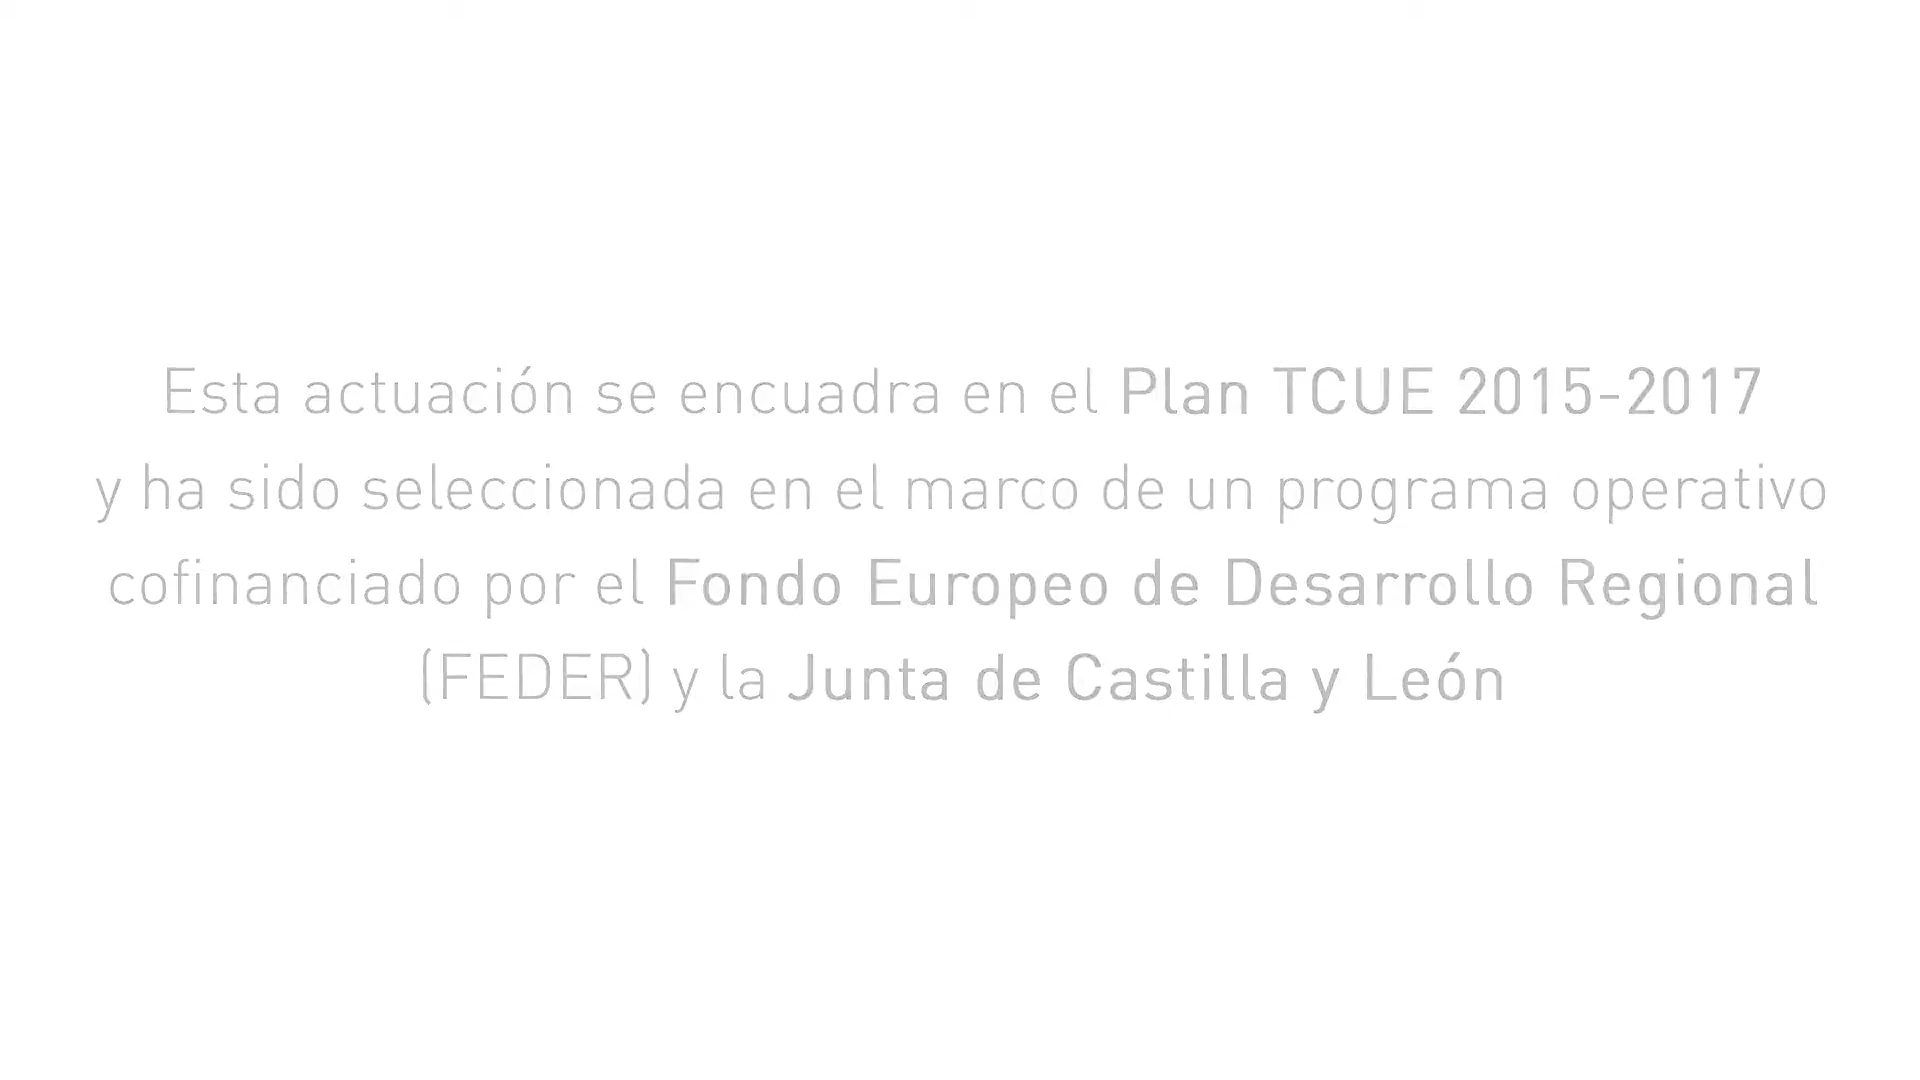 Esta actuación se encuadra en el Plan TCUE 2015-2017
y ha sido seleccionada en el marco de un programa operativo
cofinanciado por el Fondo Europeo de Desarrollo Regional
(FEDER) y la Junta de Castilla y León